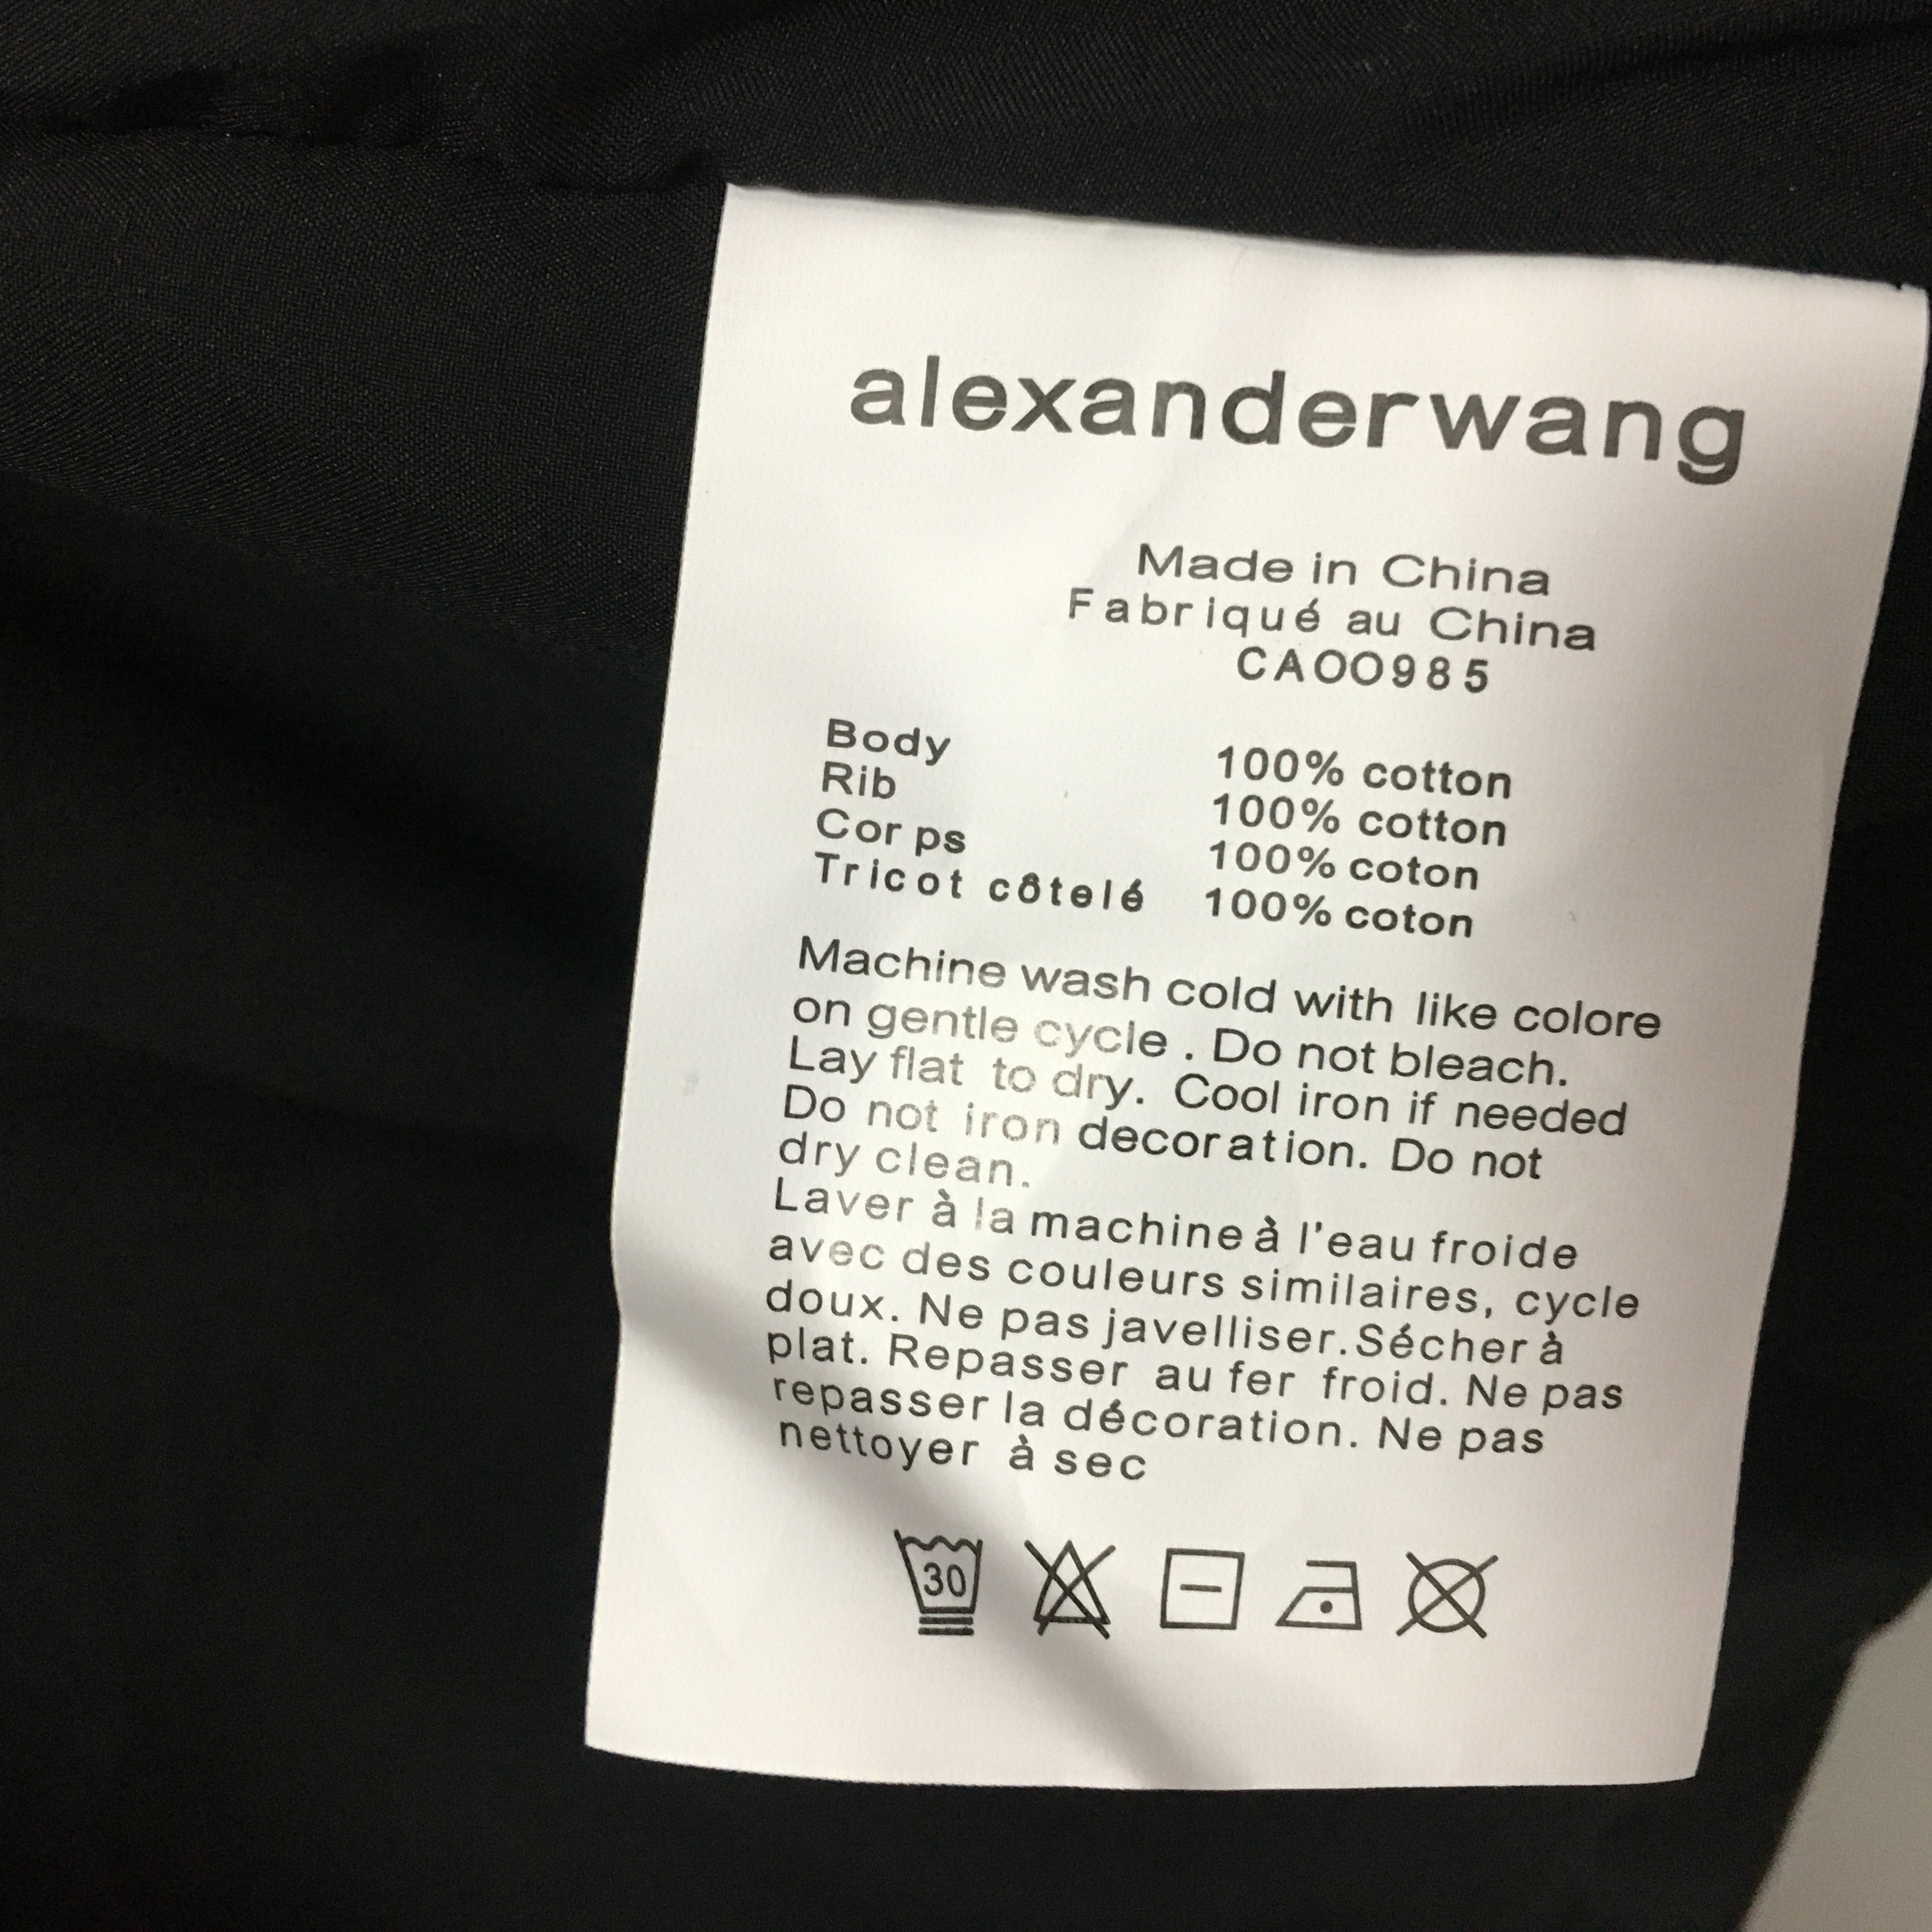 alexanderwang
Made in China
Fabriqué au China
CA00985
Body 100% cotton
Rib 100% cotton
Corps 100% coton
Tricot côtelé 100% coton
Machine wash cold with like colore
on gentle cycle . Do not bleach.
Lay flat to dry. Cool iron if needed
Do not iron decoration. Do not
dry clean.
Laver à la machine à l'eau froide
avec des couleurs similaires, cycle
doux. Ne pas javelliser.Sécher à
plat. Repasser au fer froid. Ne pas
repasser la décoration. Ne pas
nettoyer à sec
30